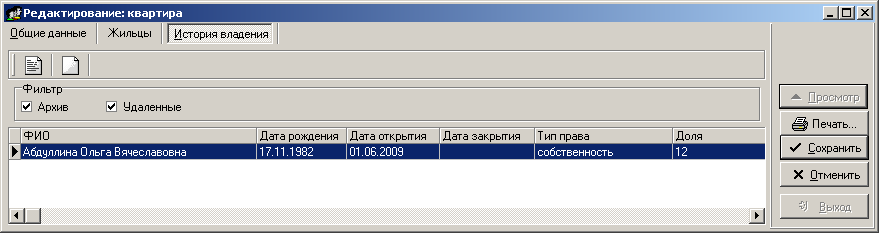 Редактирование: квартира
Общие данные Жильцы История владения
Фильтр
Архив Удаленные
ФИО Дата рождения Дата открытия Дата закрытия Тип права Доля
Абдуллина Ольга Вячеславовна 17.11.1982 01.06.2009 собственность 12
Просмотр
Печать...
Сохранить
Отменить
Выход